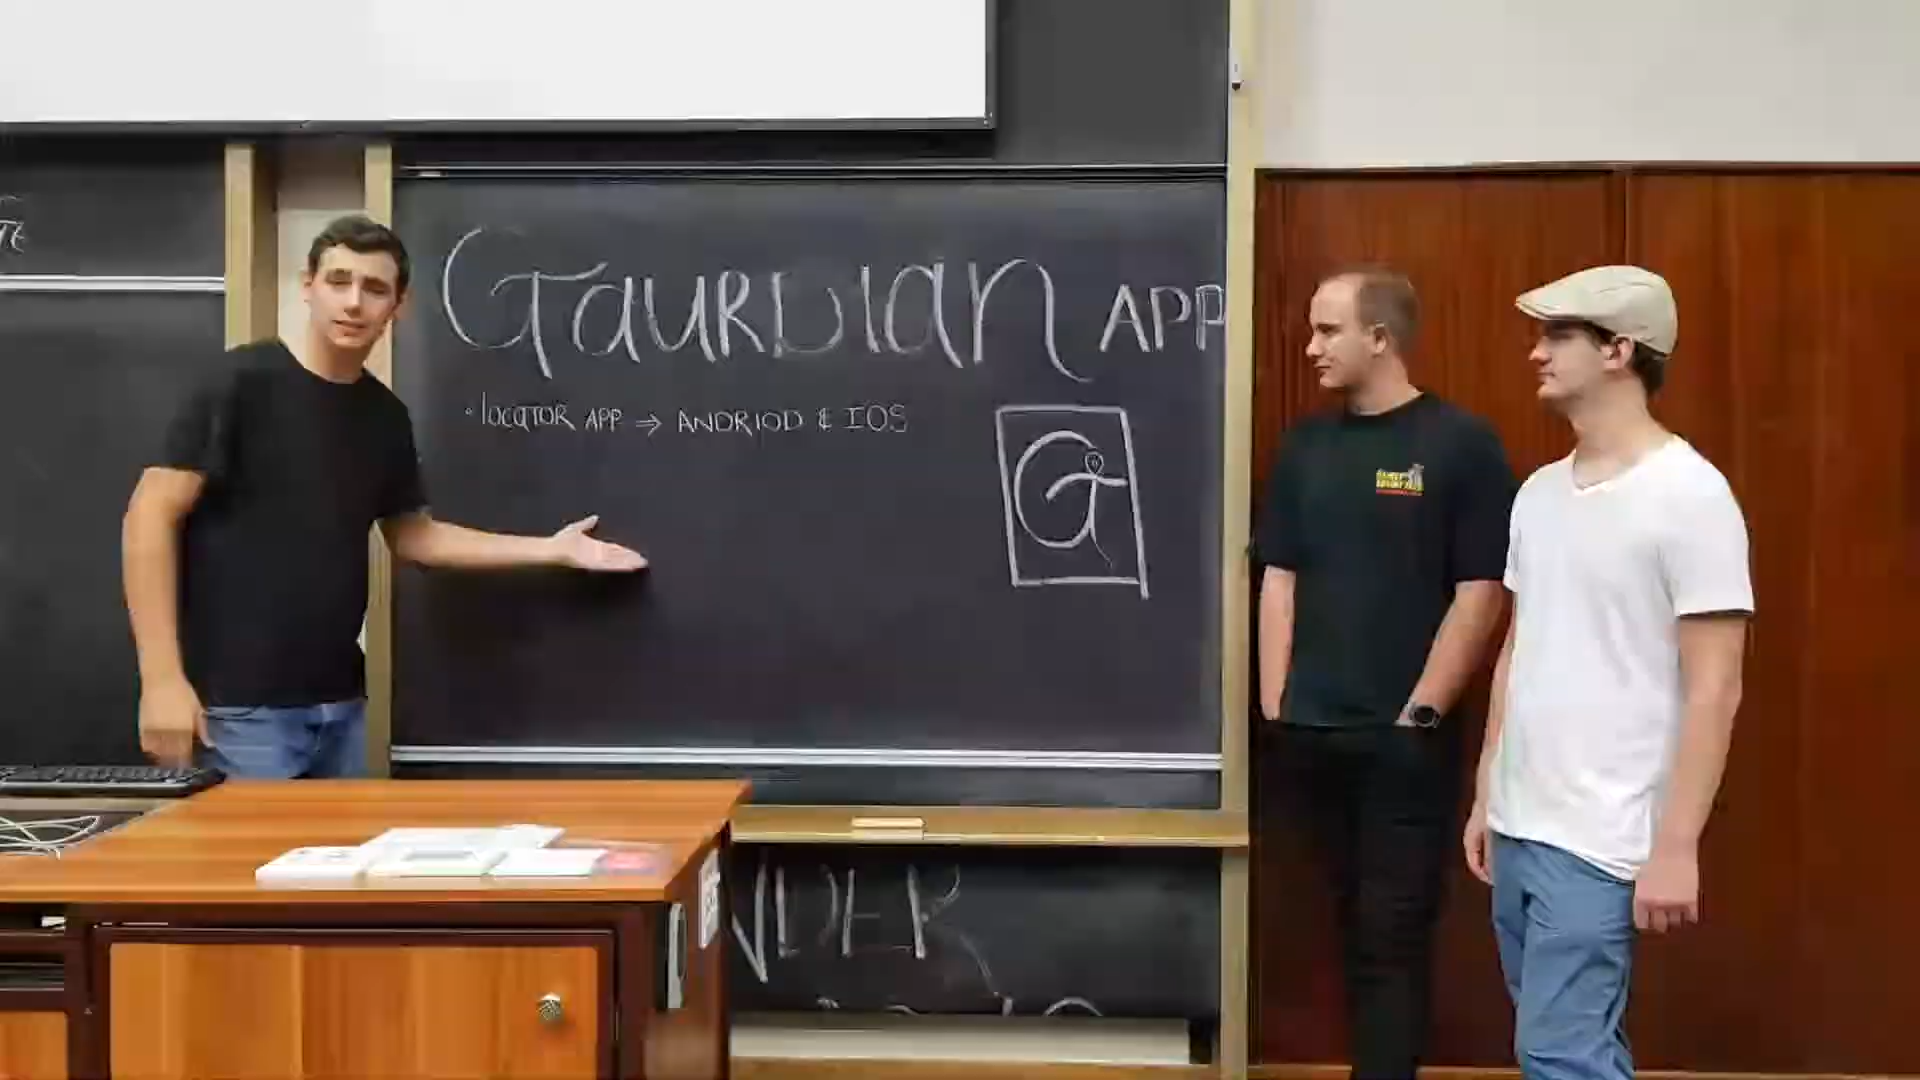 GaurDian APP
• locatoR APP → ANDRIOD & IOS
G
NDER